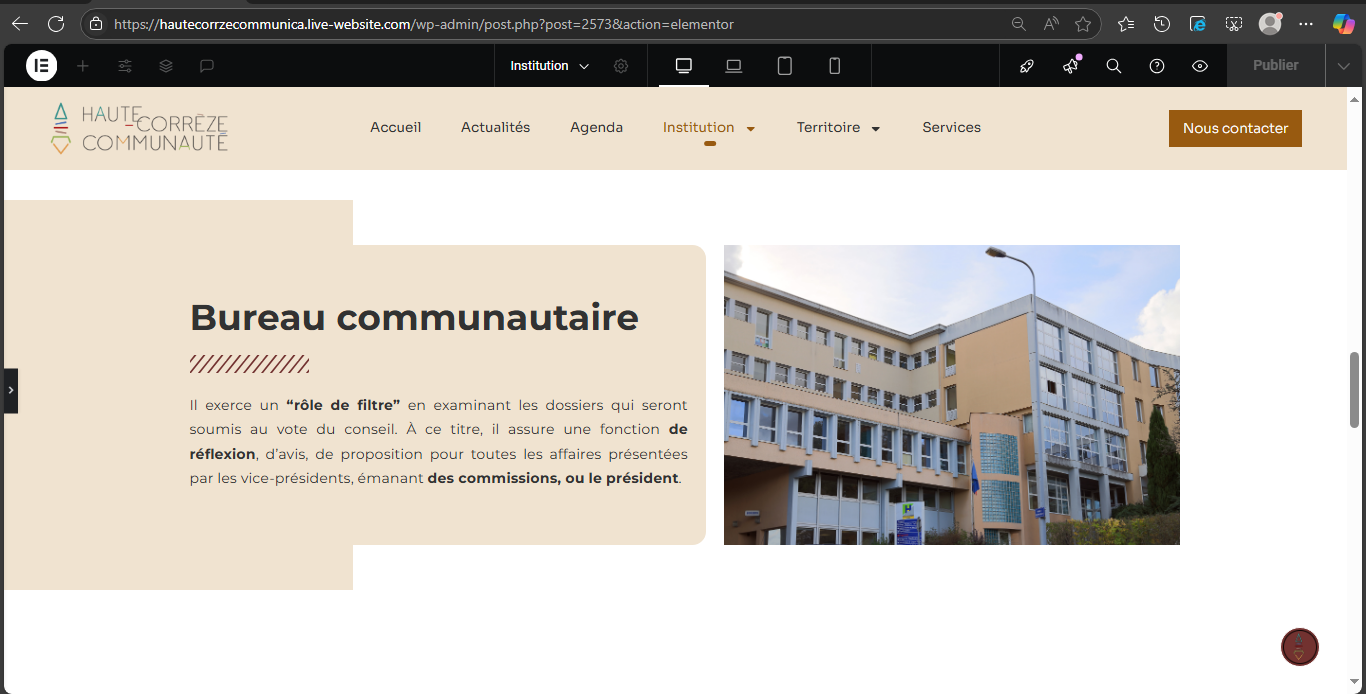 https://hautecorrzecommunica.live-website.com/wp-admin/post.php?post=2573&action=elementor
Institution
Publier
HAUTE
-CORRÈZE
COMMUNAUTÉ
Accueil
Actualités
Agenda
Institution
Territoire
Services
Nous contacter
Bureau communautaire
Il exerce un “rôle de filtre” en examinant les dossiers qui seront
soumis au vote du conseil. À ce titre, il assure une fonction de
réflexion, d’avis, de proposition pour toutes les affaires présentées
par les vice-présidents, émanant des commissions, ou le président.